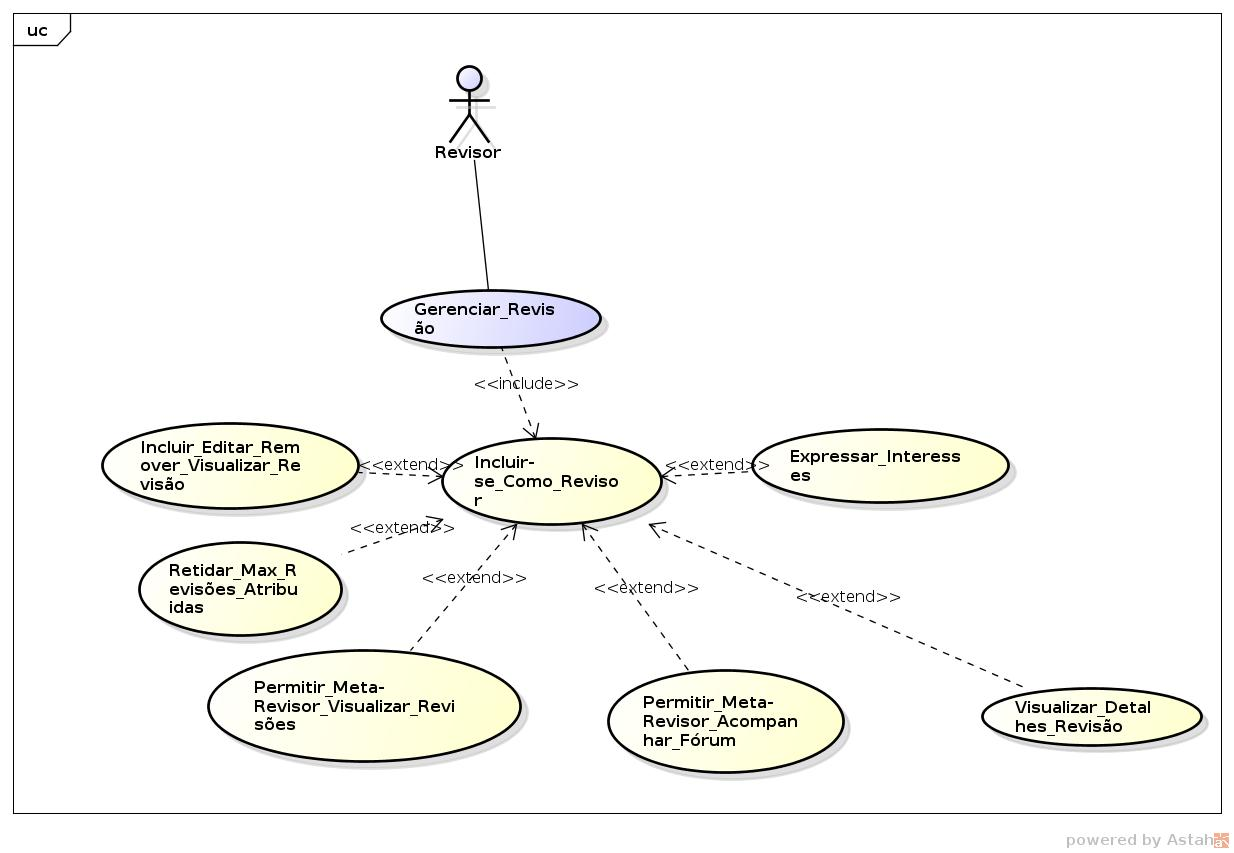 uc
Revisor
Gerenciar_Revis
ão
<<include>>
Incluir_Editar_Rem
over_Visualizar_Re
visão
<<extend>>
Incluir-
se_Como_Reviso
r
<<extend>>
Expressar_Interess
es
<<extend>>
Retidar_Max_R
evisões_Atribu
idas
<<extend>>
<<extend>>
<<extend>>
Permitir_Meta-
Revisor_Visualizar_Revi
sões
Permitir_Meta-
Revisor_Acompan
har_Fórum
Visualizar_Detal
hes_Revisão
powered by Astah